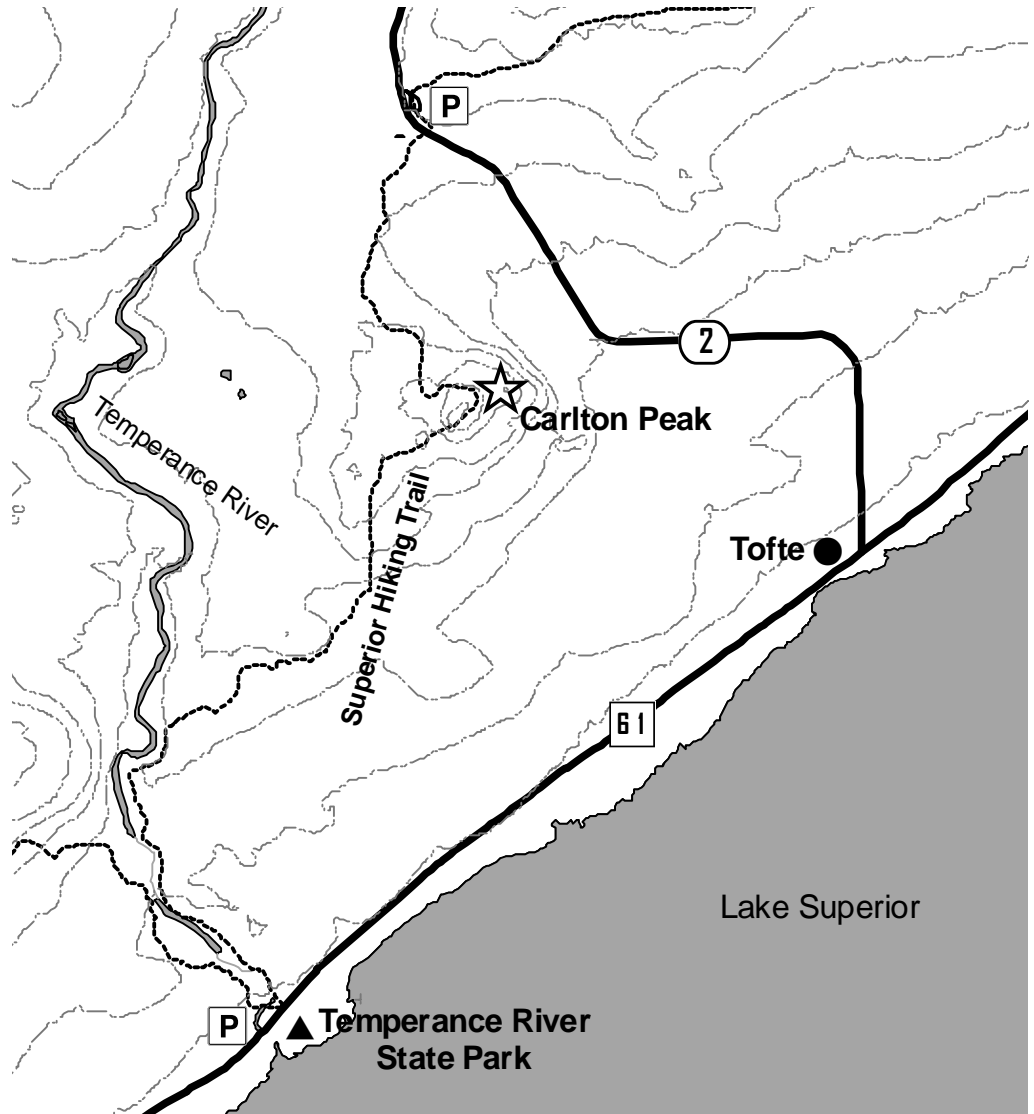 P
2
Carlton Peak
Temperance River
Superior Hiking Trail
Tofte
61
Lake Superior
P
Temperance River
State Park